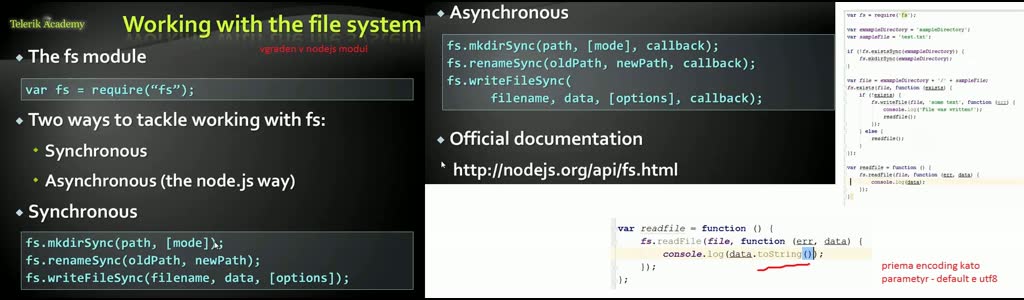 Telerik Academy
Working with the file system
vgraden v nodejs modul
The fs module
var fs = require(“fs”);
Two ways to tackle working with fs:
Synchronous
Asynchronous (the node.js way)
Synchronous
fs.mkdirSync(path, [mode]);
fs.renameSync(oldPath, newPath);
fs.writeFileSync(filename, data, [options]);
Asynchronous
fs.mkdirSync(path, [mode], callback);
fs.renameSync(oldPath, newPath, callback);
fs.writeFileSync(
filename, data, [options], callback);
Official documentation
http://nodejs.org/api/fs.html
var fs = require('fs');
var exampleDirectory = 'sampleDirectory';
var sampleFile = 'test.txt';
if (!fs.existsSync(exampleDirectory)) {
fs.mkdirSync(exampleDirectory);
}
var file = exampleDirectory + '/' + sampleFile;
fs.exists(file, function (exists) {
if (!exists) {
fs.writeFile(file, 'some text', function (err) {
console.log('File was written!');
readfile();
});
} else {
readfile();
}
});
var readfile = function () {
fs.readFile(file, function (err, data) {
console.log(data);
});
}
var readfile = function () {
fs.readFile(file, function (err, data) {
console.log(data.toString());
});
};
priema encoding kato
parametyr - default e utf8